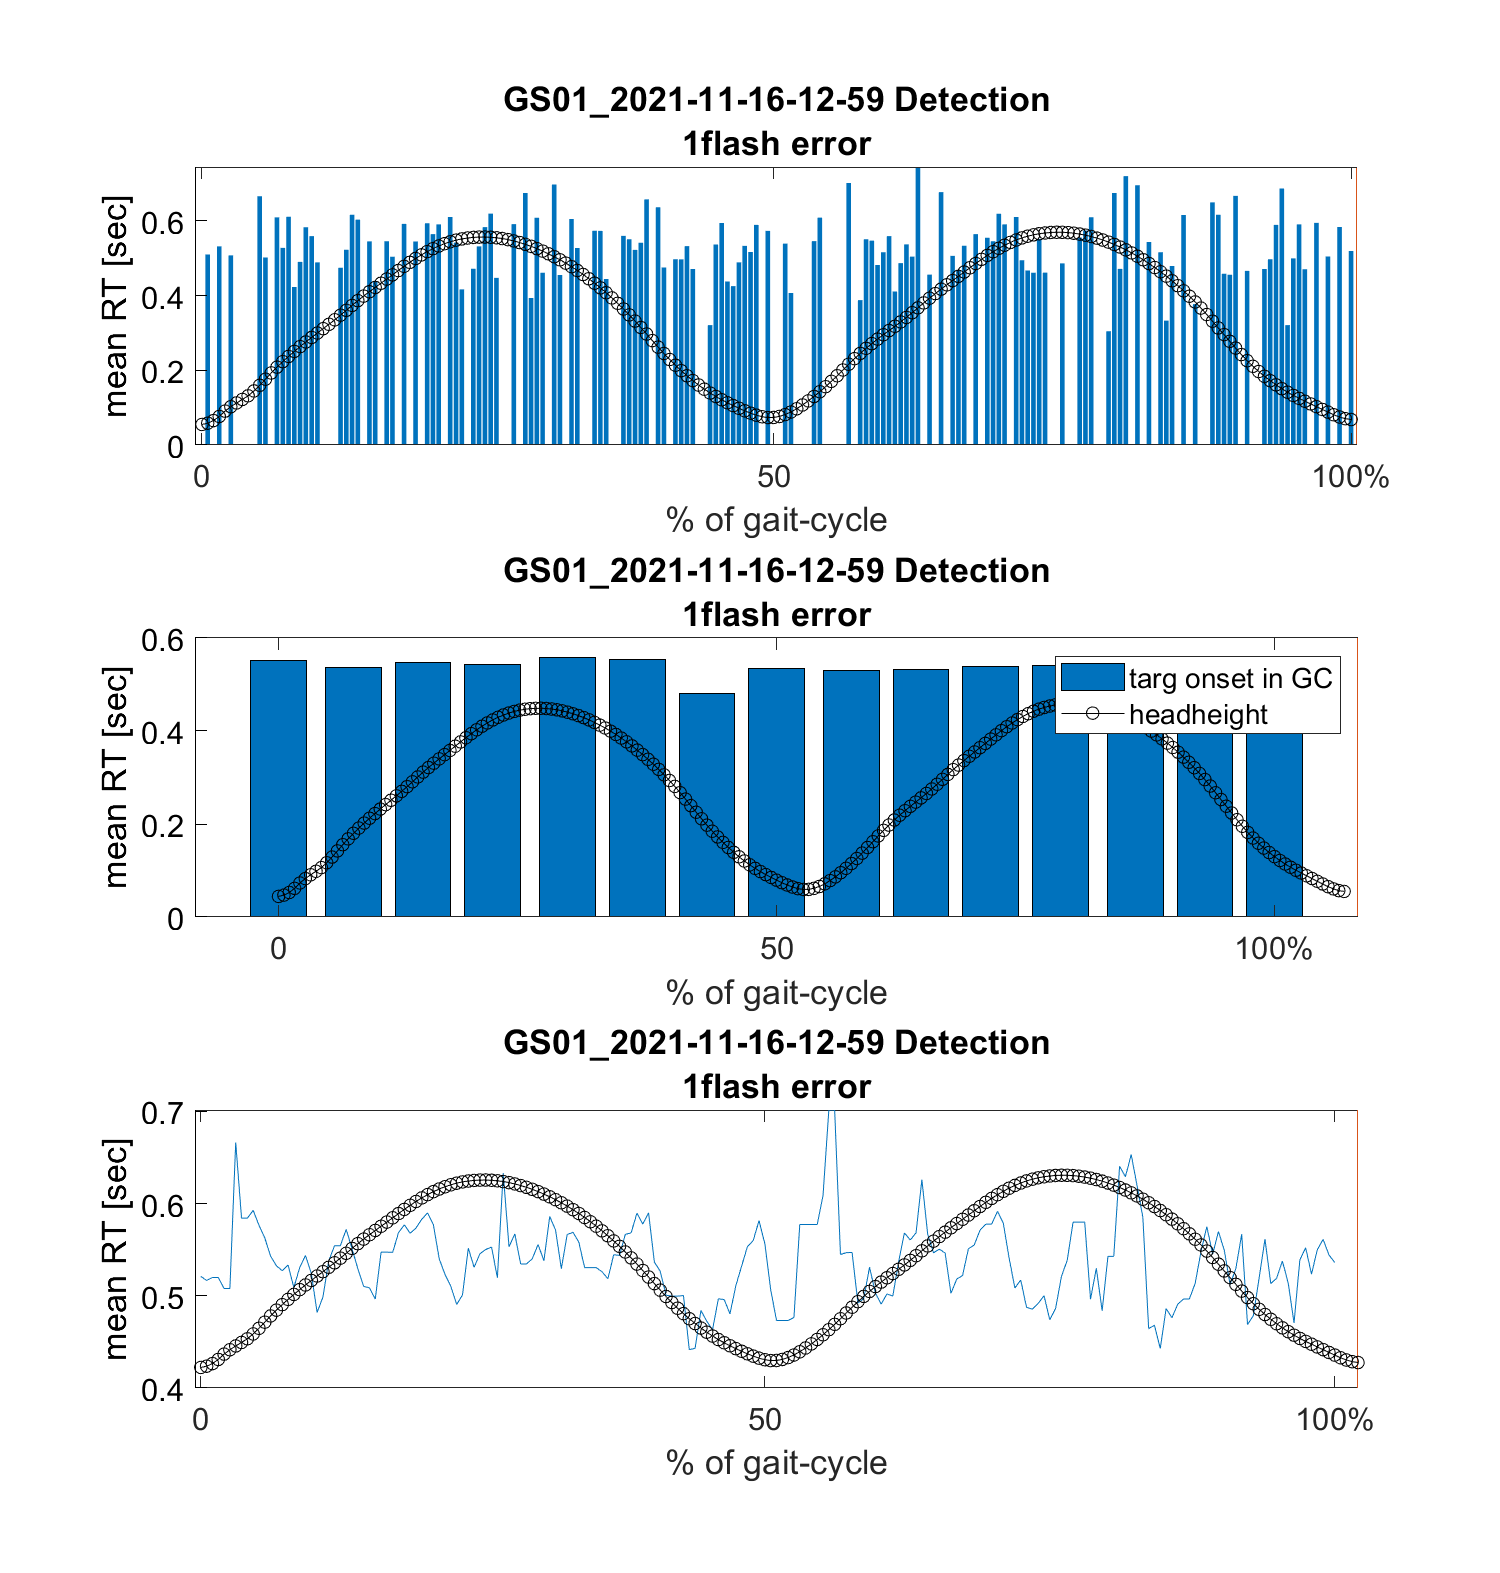 GS01_2021-11-16-12-59 Detection
1flash error
mean RT [sec]
0.6
0.4
0.2
0
0
50
100%
% of gait-cycle
GS01_2021-11-16-12-59 Detection
1flash error
mean RT [sec]
0.6
0.4
0.2
0
targ onset in GC
headheight
0
50
100%
% of gait-cycle
GS01_2021-11-16-12-59 Detection
1flash error
mean RT [sec]
0.7
0.6
0.5
0.4
0
50
100%
% of gait-cycle